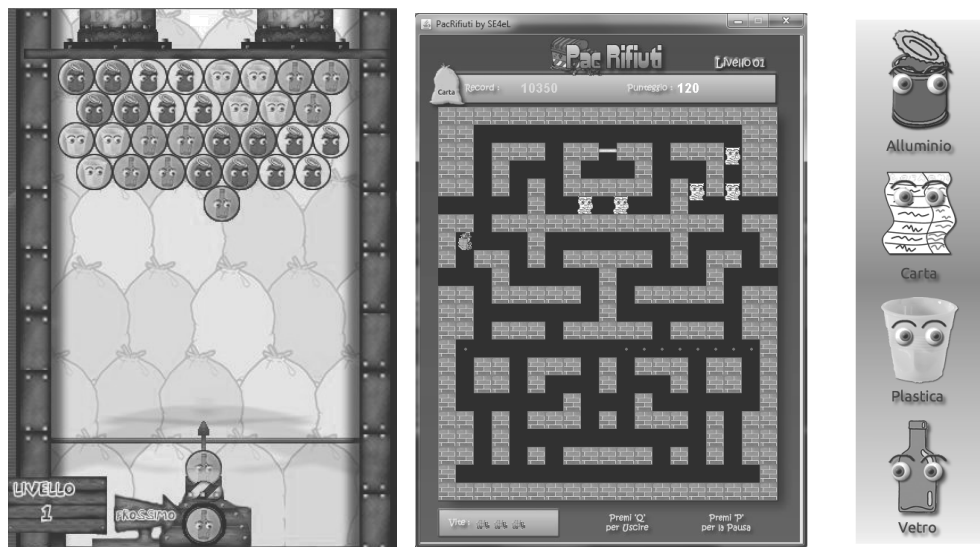 LIVELLO
1
PROSSIMO
PacRifiuti by SE4eL
Pac Rifiuti
Livello 01
Carta
Record : 10350
Punteggio : 120
Vite :
Premi 'Q'
per Uscire
Premi 'P'
per la Pausa
Alluminio
Carta
Plastica
Vetro